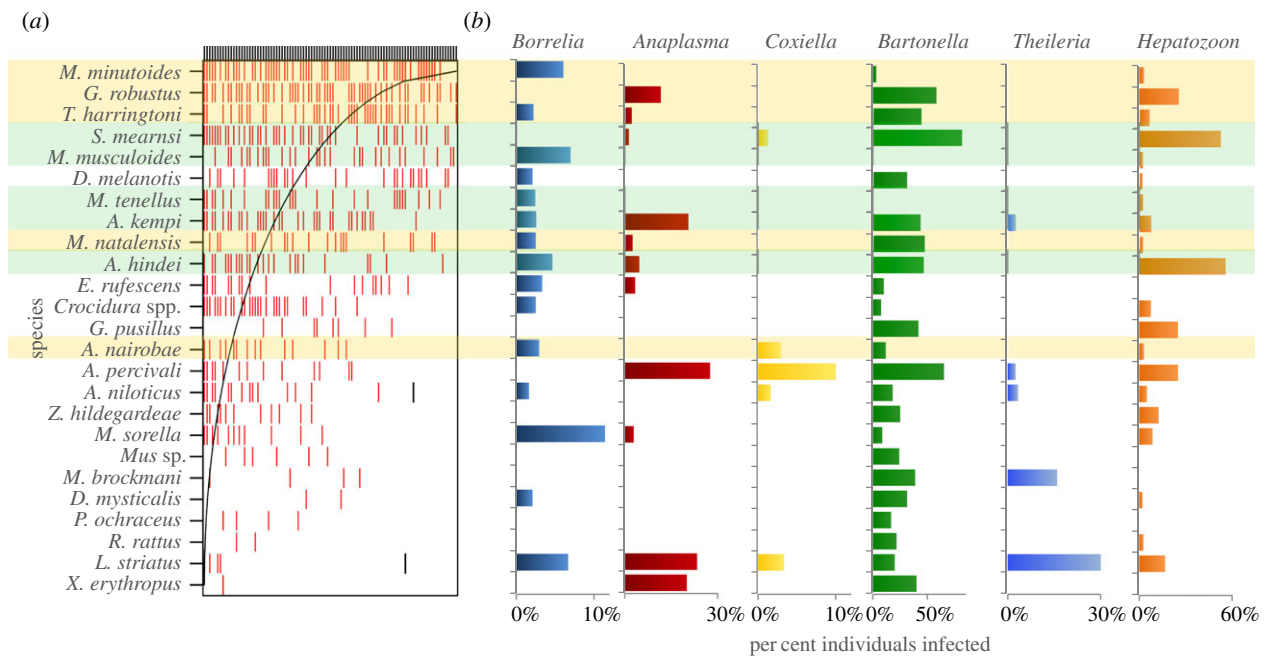 (a)
(b)
Borrelia Anaplasma Coxiella Bartonella Theileria Hepatozoon
M. minutoides
G. robustus
T. harringtoni
S. mearnsi
M. musculoides
D. melanotis
M. tenellus
A. kempi
M. natalensis
A. hindei
E. rufescens
Crocidura spp.
G. pusillus
A. nairobae
A. percivali
A. niloticus
Z. hildegardeae
M. sorella
Mus sp.
M. brockmani
D. mysticalis
P. ochraceus
R. rattus
L. striatus
X. erythropus
species
0% 10% 0% 30% 0% 10% 0% 50% 0% 30% 0% 60%
per cent individuals infected